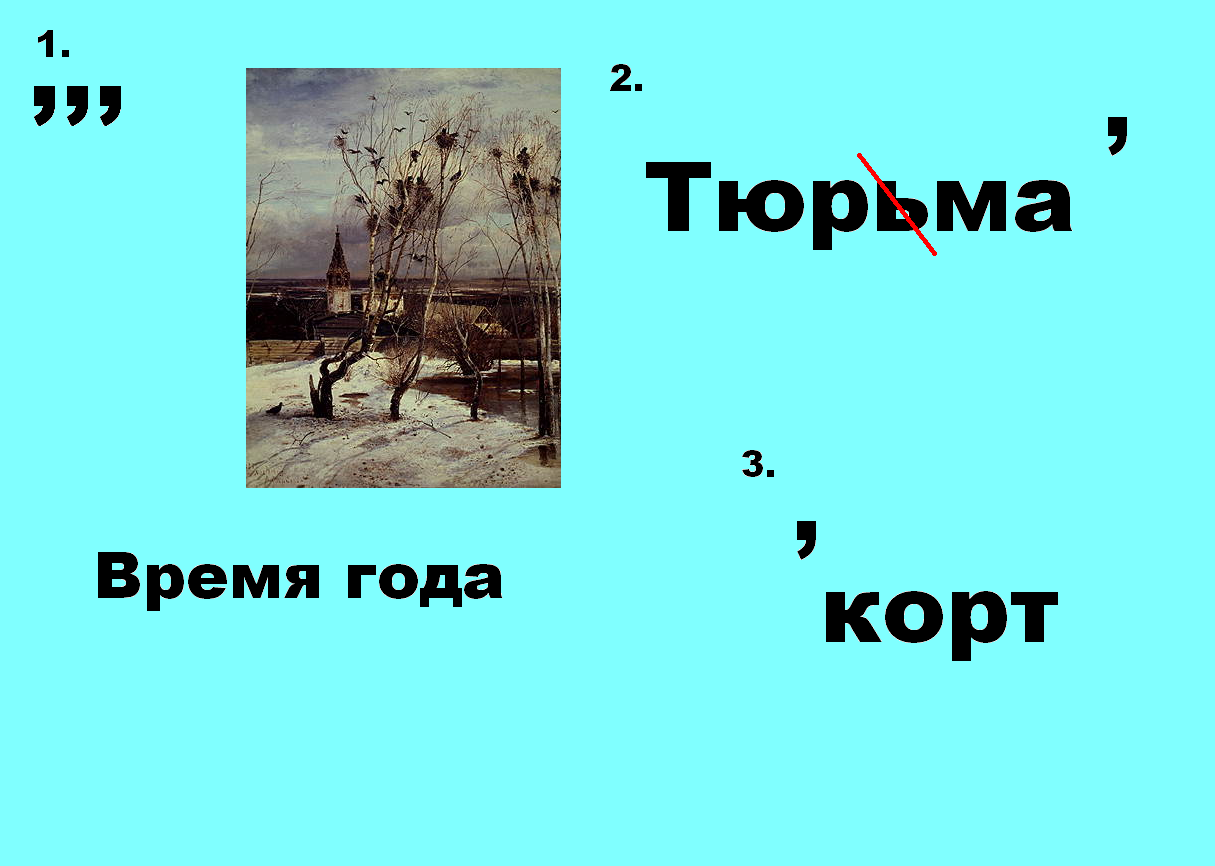 1.
,,,
Время года
2.
,
Тюрьма
3.
,
корт